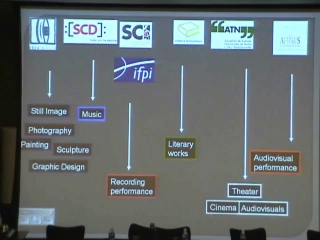 [SCD]
SC
"ATN"
ifpi
Still Image
Music
Photography
Painting
Sculpture
Graphic Design
Literary
works
Recording
performance
Audiovisual
performance
Theater
Cinema
Audiovisuals